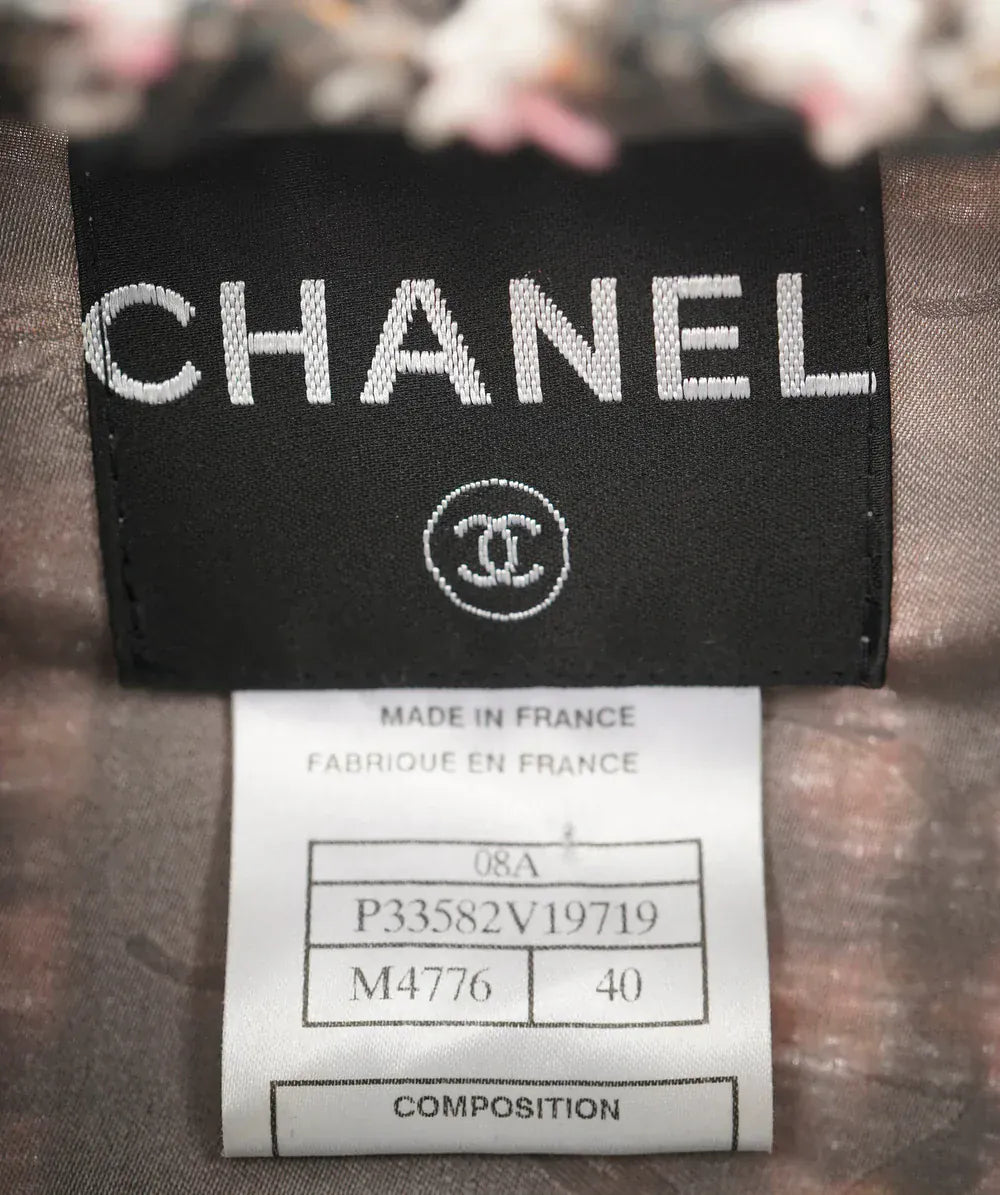 CHANEL
MADE IN FRANCE
FABRIQUE EN FRANCE
08A
P33582V19719
M4776 40
COMPOSITION